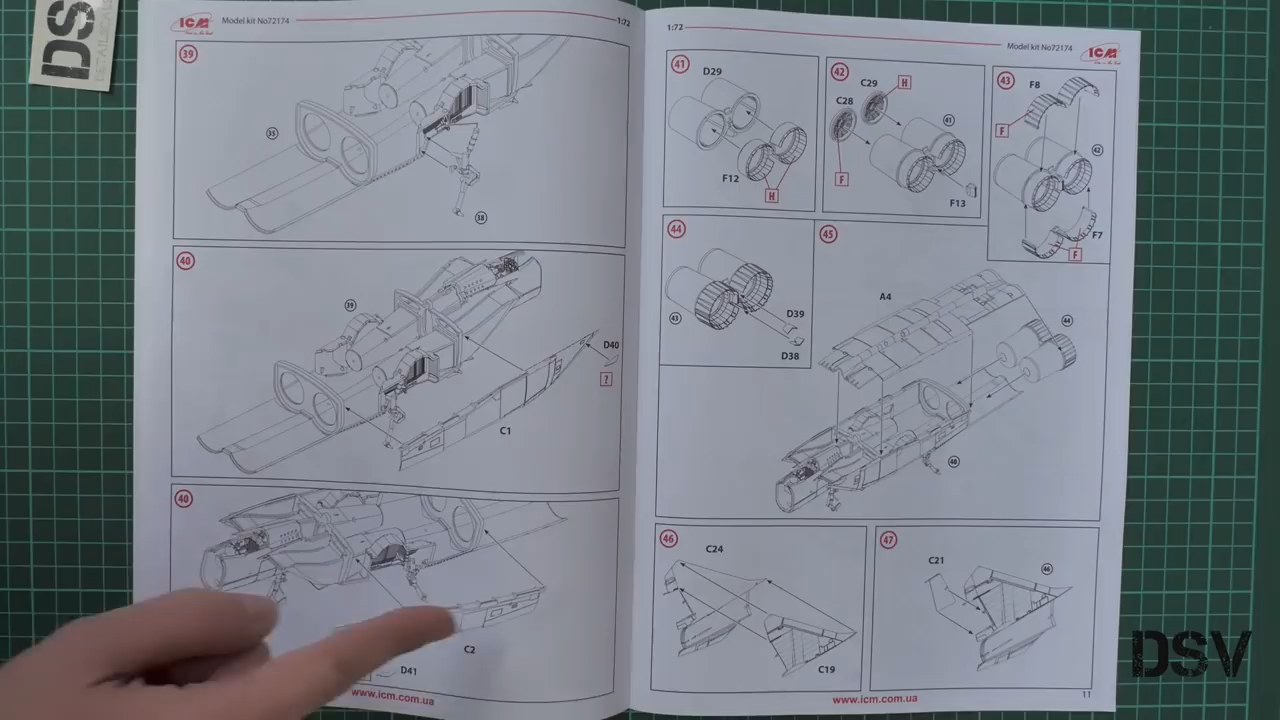 DS
ICM
Model kit No72174
1:72
39
35
38
40
39
D40
?
C1
40
C2
D41
www.icm.com.ua
1:72
Model kit No72174
ICM
41
D29
F12
H
42
C29
H
C28
41
F
F13
43
F8
F
42
F7
F
44
43
D39
D38
45
A4
44
40
46
C24
C19
47
C21
46
www.icm.com.ua
11
DSV